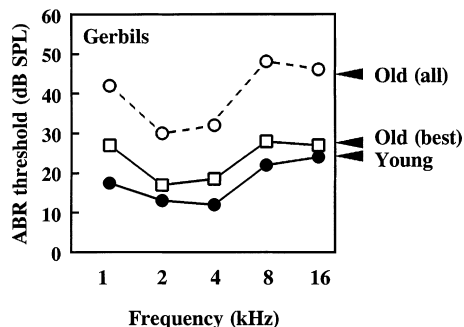 Gerbils
ABR threshold (dB SPL)
60
50
40
30
20
10
0
1 2 4 8 16
Frequency (kHz)
Old (all)
Old (best)
Young